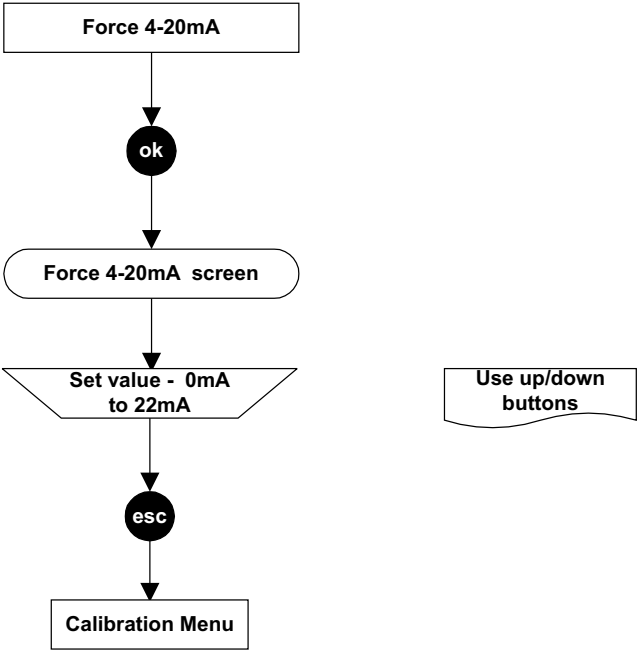 Force 4-20mA
ok
Force 4-20mA screen
Set value - 0mA
to 22mA
Use up/down
buttons
esc
Calibration Menu